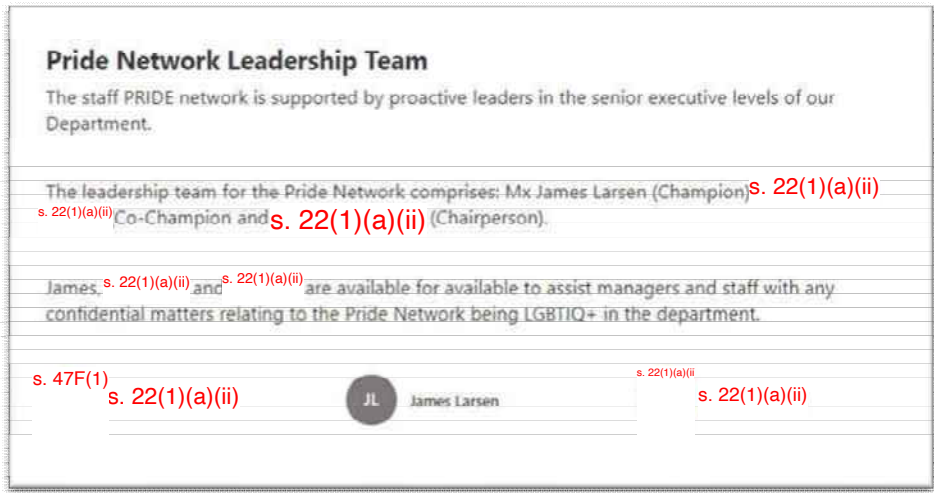 Pride Network Leadership Team
The staff PRIDE network is supported by proactive leaders in the senior executive levels of our
Department.
The leadership team for the Pride Network comprises: Mx James Larsen (Champion) s. 22(1)(a)(ii)
s. 22(1)(a)(ii) Co-Champion and s. 22(1)(a)(ii) (Chairperson).
James, s. 22(1)(a)(ii) and s. 22(1)(a)(ii) are available for available to assist managers and staff with any
confidential matters relating to the Pride Network being LGBTIQ+ in the department.
s. 47F(1) s. 22(1)(a)(ii) JL James Larsen s. 22(1)(a)(ii s. 22(1)(a)(ii)